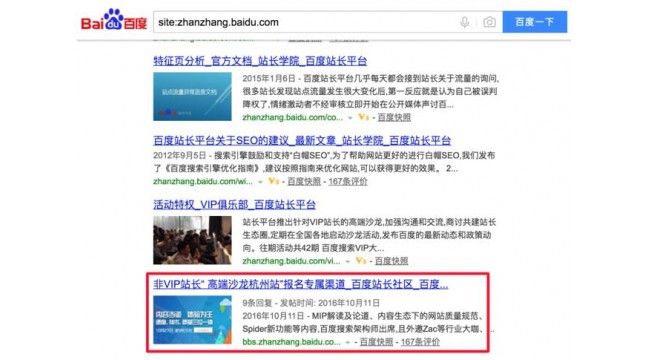 Bai du 百度
site:zhanzhang.baidu.com
百度一下
特征页分析_官方文档_站长学院_百度站长平台
2015年1月6日 - 百度站长平台几乎每天都会接到站长关于流量的询问,
很多站长发现站点流量发生很大变化后,第一反应就是认为自己被误判
降权了,情绪激动者不经审核立即开始在公开媒体声讨百...
zhanzhang.baidu.com/co... - V3 - 百度快照
百度站长平台关于SEO的建议_最新文章_站长学院_百度站长平台
2012年9月5日 - 搜索引擎鼓励和支持“白帽SEO”,为了帮助网站更好的进行白帽SEO,我们发布
了《百度搜索引擎优化指南》,建议按照指南来优化网站,可以获得更好的效果。 2...
zhanzhang.baidu.com/wi... - V3 - 百度快照 - 167条评价
活动特权_VIP俱乐部_百度站长平台
站长平台推出针对VIP站长的高端沙龙,加强沟通和交流,商讨共建站长
生态圈,定期在全国各地启动沙龙活动,发布百度的最新动态和政策动
向。往期活动共42期 百度搜索VIP大...
zhanzhang.baidu.com/vi... - V3 - 百度快照
非VIP站长“ 高端沙龙杭州站”报名专属渠道_百度站长社区_百度...
9条回复 - 发帖时间: 2016年10月11日
2016年10月11日 - MIP解读及论道、内容生态下的网站质量规范、
Spider新功能等内容,百度搜索架构师出席,且外邀Zac等行业大咖、...
bbs.zhanzhang.baidu.co... - V3 - 百度快照 - 167条评价